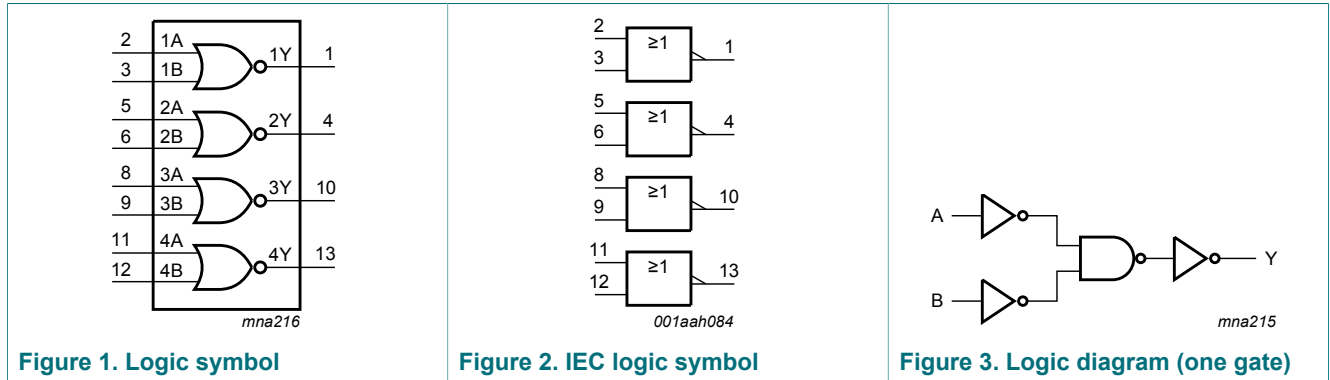 2 1A 1Y 1
3 1B
5 2A 2Y 4
6 2B
8 3A 3Y 10
9 3B
11 4A 4Y 13
12 4B
mna216
Figure 1. Logic symbol
2 ≥1 1
3
5 ≥1 4
6
8 ≥1 10
9
11 ≥1 13
12
001aah084
Figure 2. IEC logic symbol
A
Y
B
mna215
Figure 3. Logic diagram (one gate)